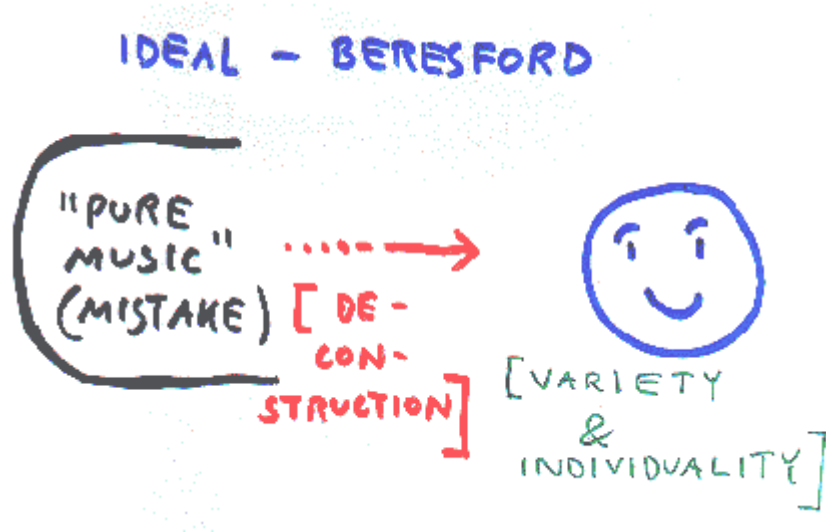 IDEAL - BERESFORD
"PURE
MUSIC"
(MISTAKE)
[DE-
CON-
STRUCTION]
[VARIETY
&
INDIVIDUALITY]